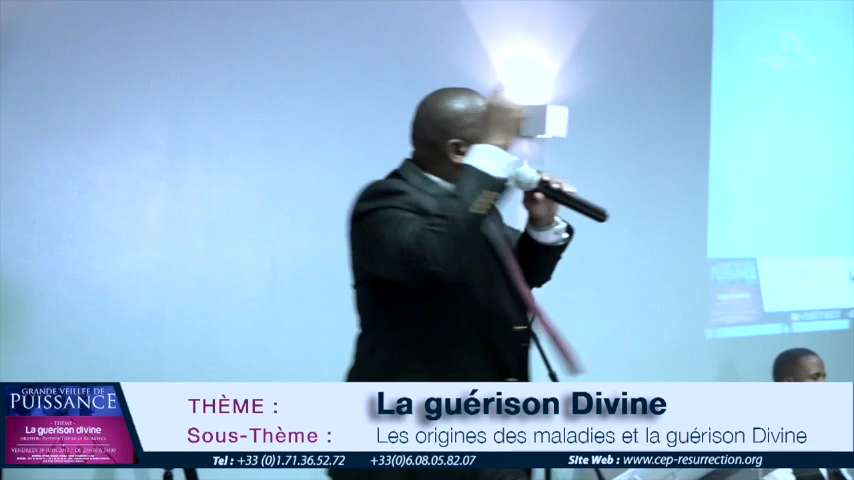 GRANDE VEILLÉE DE
PUISSANCE
- THÈME -
La guérison divine
THÈME : La guérison Divine
Sous-Thème : Les origines des maladies et la guérison Divine
Tel : +33 (0)1.71.36.52.72 +33(0)6.08.05.82.07 Site Web : www.cep-resurrection.org
PUISSANCE